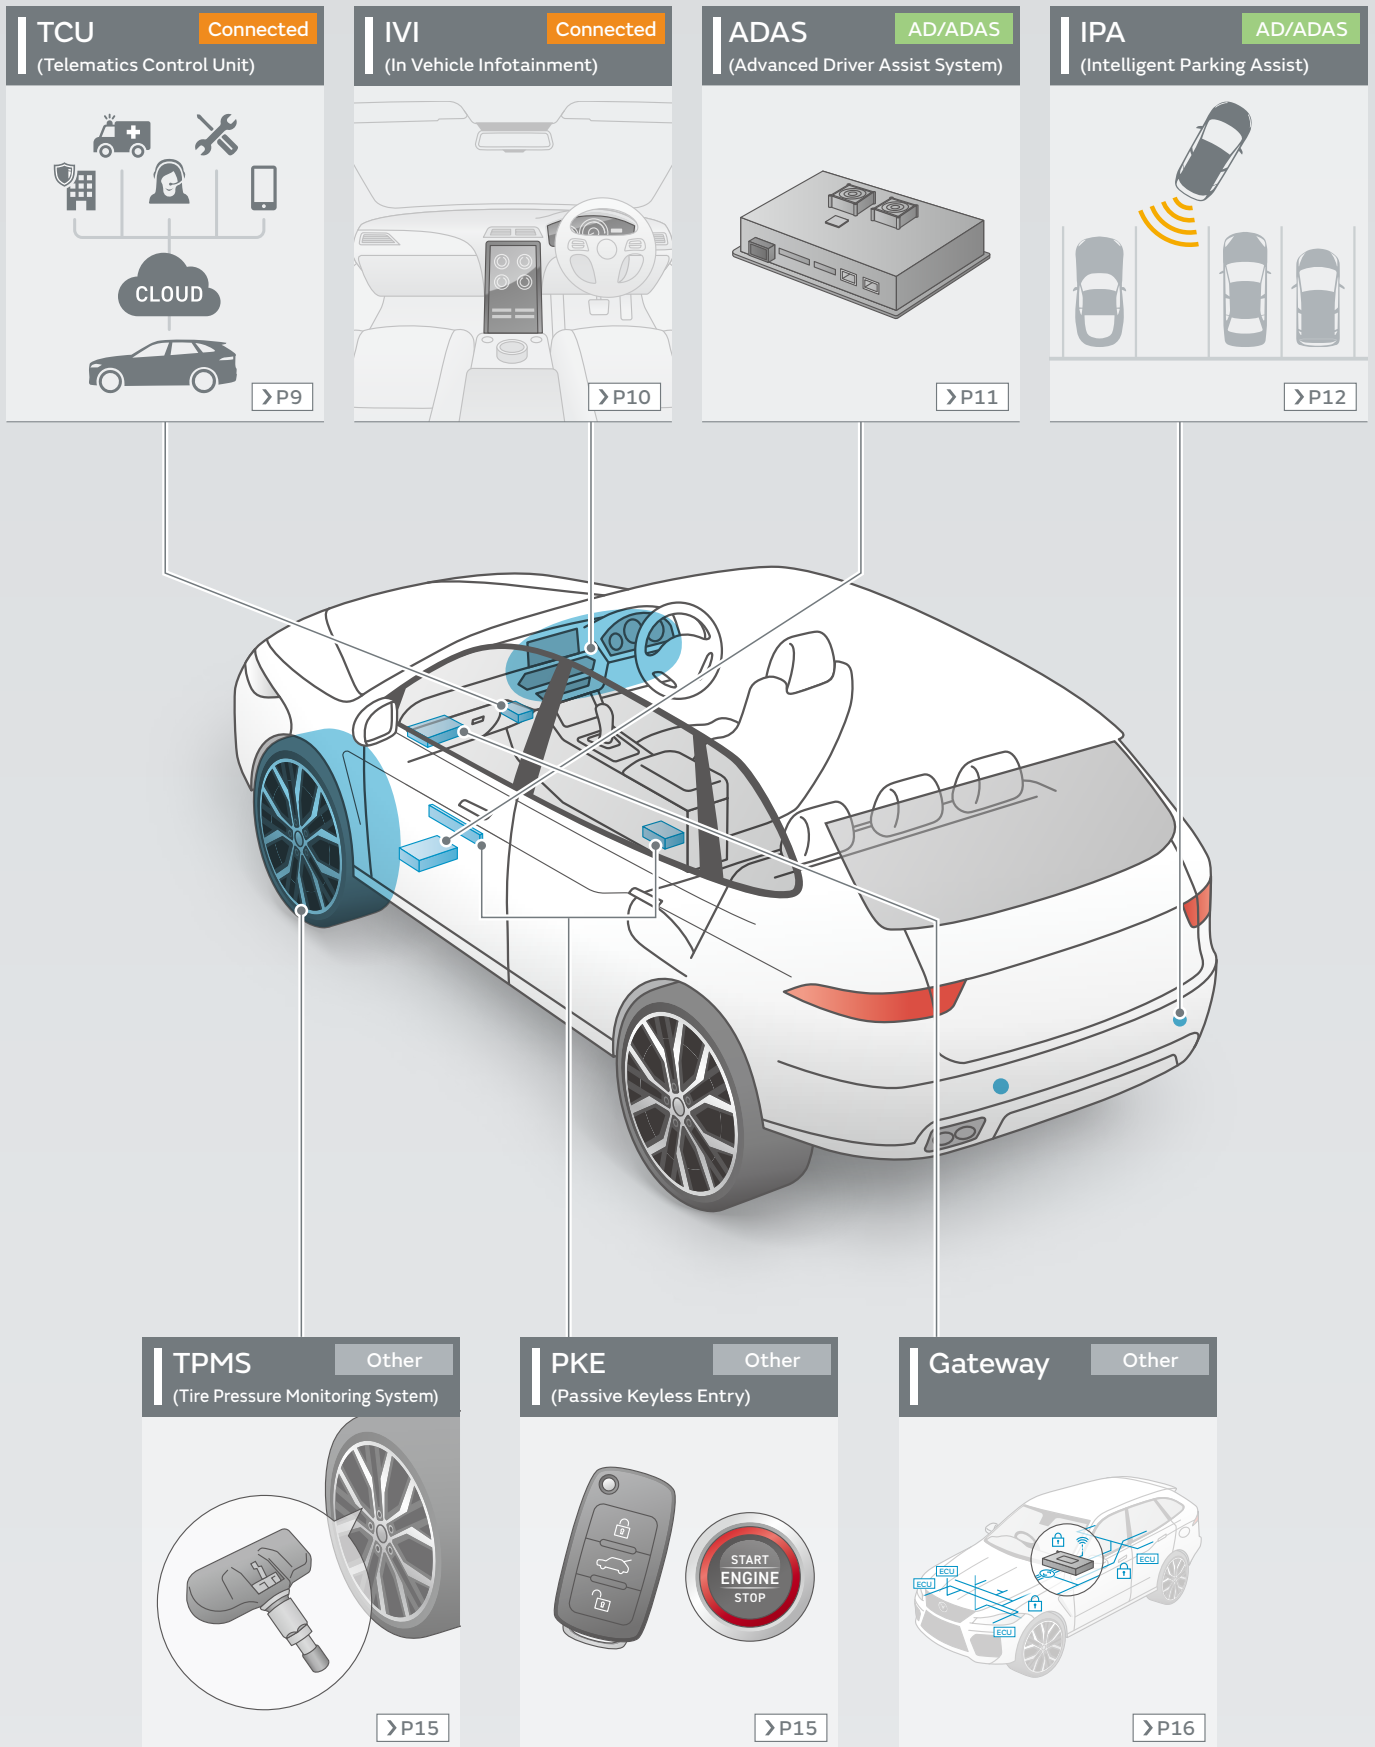 TCU
Connected
(Telematics Control Unit)
CLOUD
❯P9
IVI
Connected
(In Vehicle Infotainment)
❯P10
ADAS
AD/ADAS
(Advanced Driver Assist System)
❯P11
IPA
AD/ADAS
(Intelligent Parking Assist)
❯P12
TPMS
Other
(Tire Pressure Monitoring System)
❯P15
PKE
Other
(Passive Keyless Entry)
START
ENGINE
STOP
❯P15
Gateway
Other
ECU
ECU
ECU
ECU
❯P16